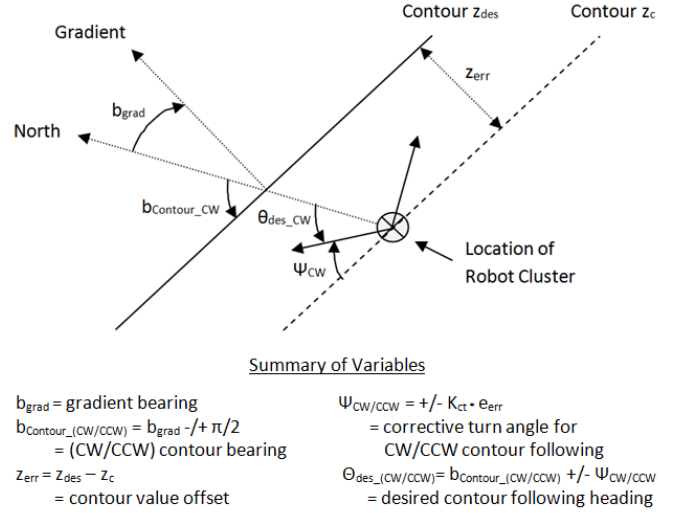 Contour z_des
Contour z_c
Gradient
z_err
b_grad
North
b_Contour_CW
θ_des_CW
Ψ_CW
Location of
Robot Cluster
Summary of Variables
b_grad = gradient bearing
b_Contour_(CW/CCW) = b_grad -/+ π/2
= (CW/CCW) contour bearing
z_err = z_des – z_c
= contour value offset
Ψ_CW/CCW = +/- K_ct • e_err
= corrective turn angle for
CW/CCW contour following
Θ_des_(CW/CCW)= b_Contour_(CW/CCW) +/- Ψ_CW/CCW
= desired contour following heading